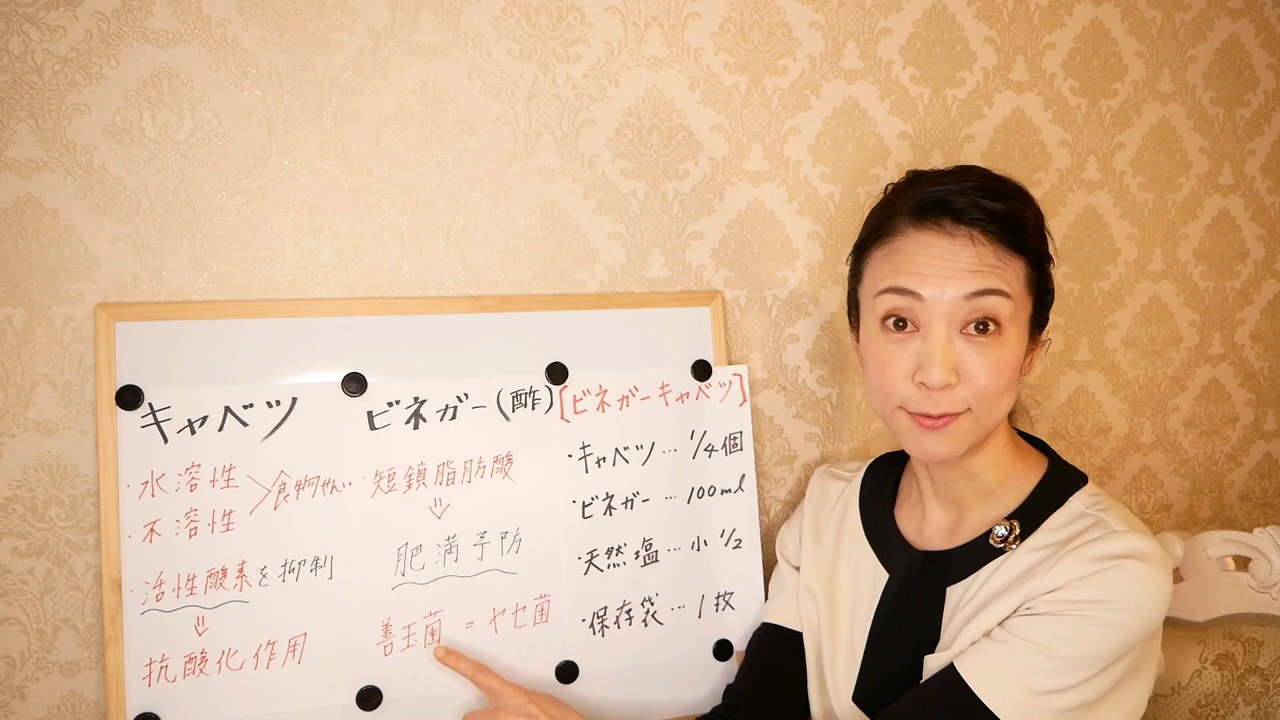 キャベツ
・水溶性
・不溶性
＞食物せんい
・活性酸素を抑制
⇓
抗酸化作用
ビネガー(酢)
・短鎖脂肪酸
⇓
肥満予防
善玉菌 = ヤセ菌
[ビネガーキャベツ]
・キャベツ…1/4個
・ビネガー…100ml
・天然塩…小1/2
・保存袋…1枚